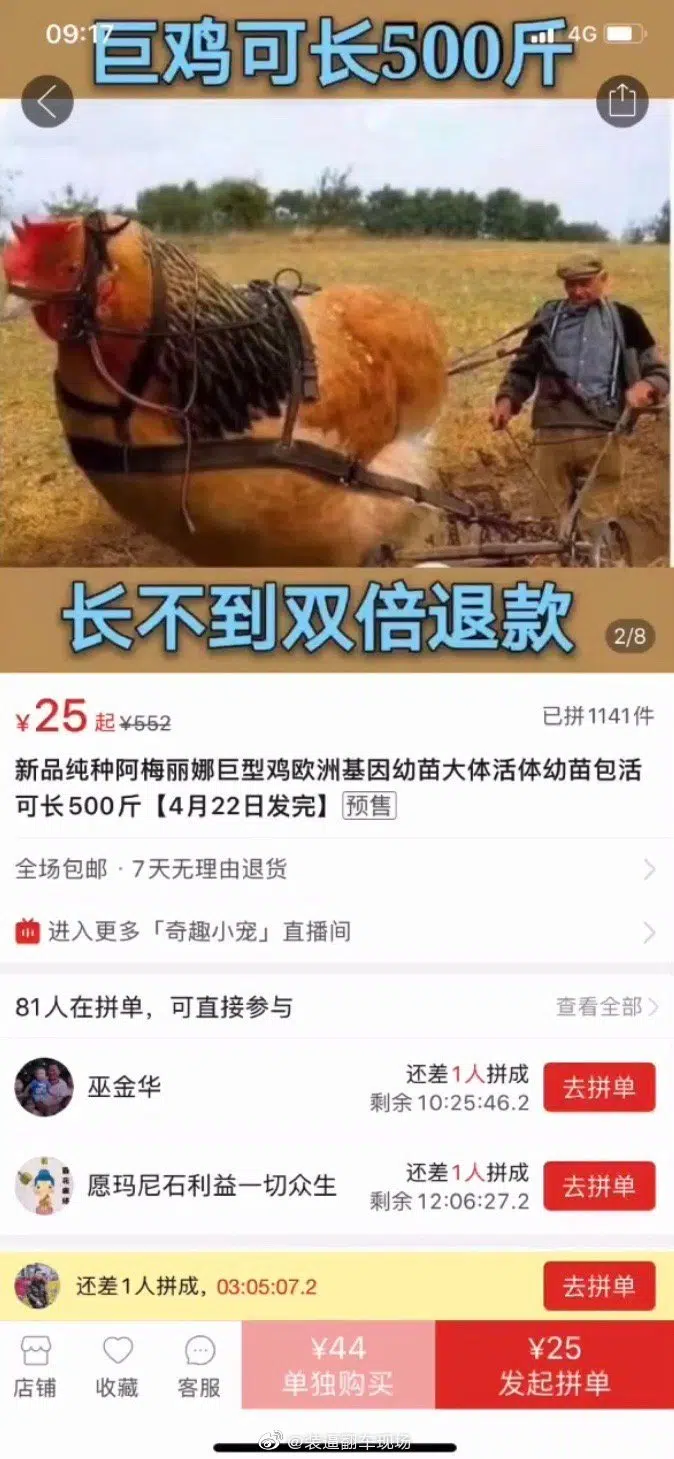 09:17
4G
巨鸡可长500斤
长不到双倍退款
2/8
¥25起¥552
已拼1141件
新品纯种阿梅丽娜巨型鸡欧洲基因幼苗大体活体幼苗包活
可长500斤【4月22日发完】预售
全场包邮 · 7天无理由退货
进入更多「奇趣小宠」直播间
81人在拼单，可直接参与
查看全部
巫金华
还差1人拼成
剩余10:25:46.2
去拼单
愿玛尼石利益一切众生
还差1人拼成
剩余12:06:27.2
去拼单
还差1人拼成，03:05:07.2
去拼单
店铺
收藏
客服
¥44
单独购买
¥25
发起拼单
@装逼翻车现场